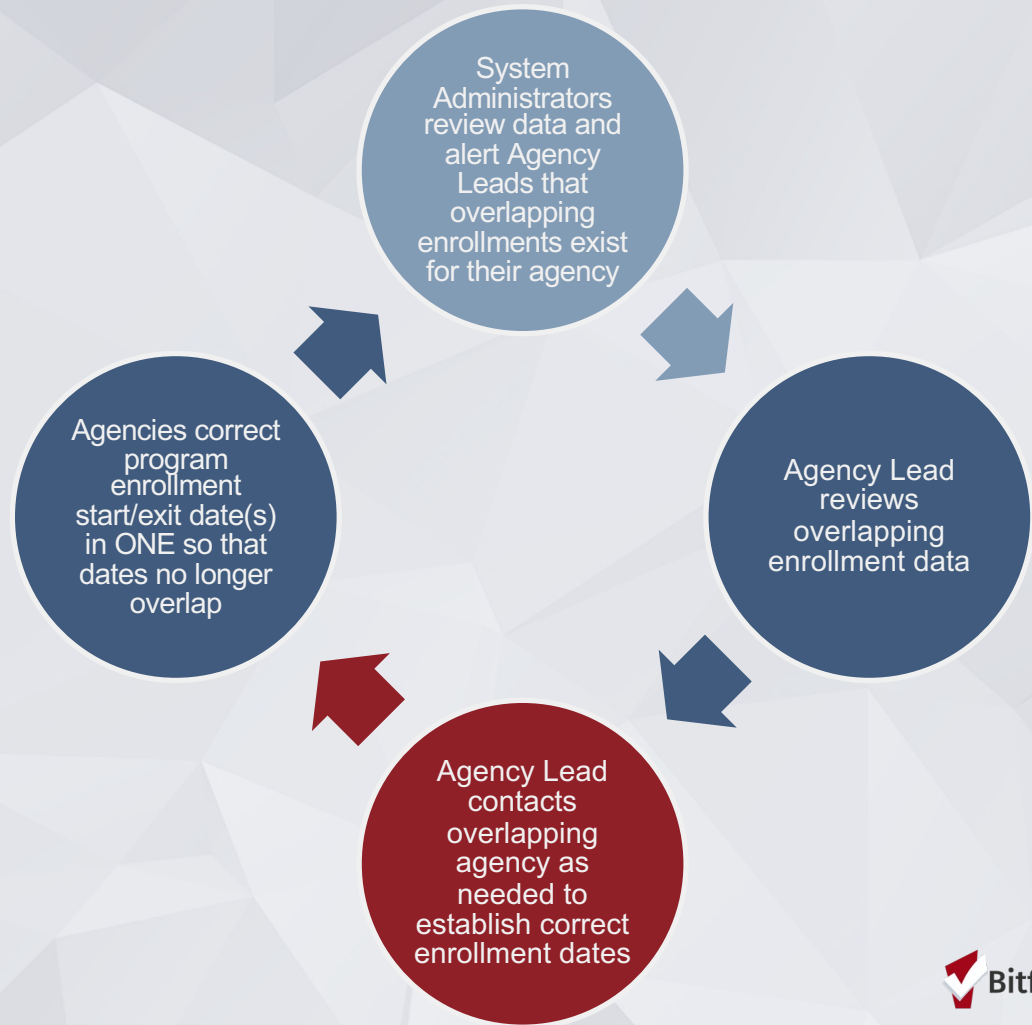 System
Administrators
review data and
alert Agency
Leads that
overlapping
enrollments exist
for their agency
Agency Lead
reviews
overlapping
enrollment data
Agency Lead
contacts
overlapping
agency as
needed to
establish correct
enrollment dates
Agencies correct
program
enrollment
start/exit date(s)
in ONE so that
dates no longer
overlap